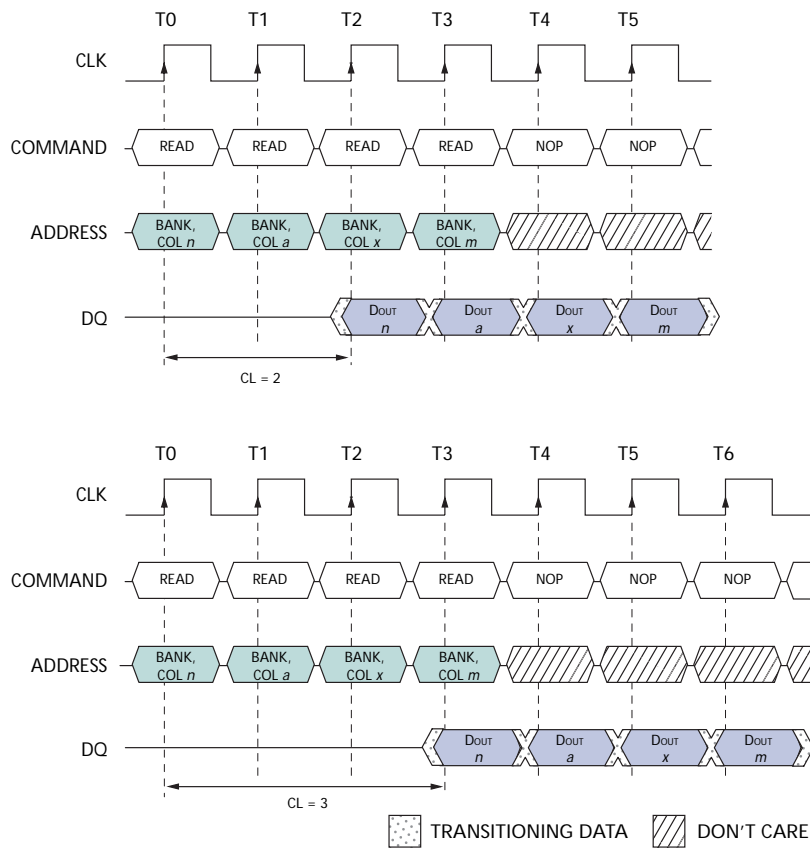 T0 T1 T2 T3 T4 T5
CLK
COMMAND READ READ READ READ NOP NOP
ADDRESS BANK, COL n BANK, COL a BANK, COL x BANK, COL m
DQ DOUT n DOUT a DOUT x DOUT m
CL = 2
T0 T1 T2 T3 T4 T5 T6
CLK
COMMAND READ READ READ READ NOP NOP NOP
ADDRESS BANK, COL n BANK, COL a BANK, COL x BANK, COL m
DQ DOUT n DOUT a DOUT x DOUT m
CL = 3
TRANSITIONING DATA DON'T CARE